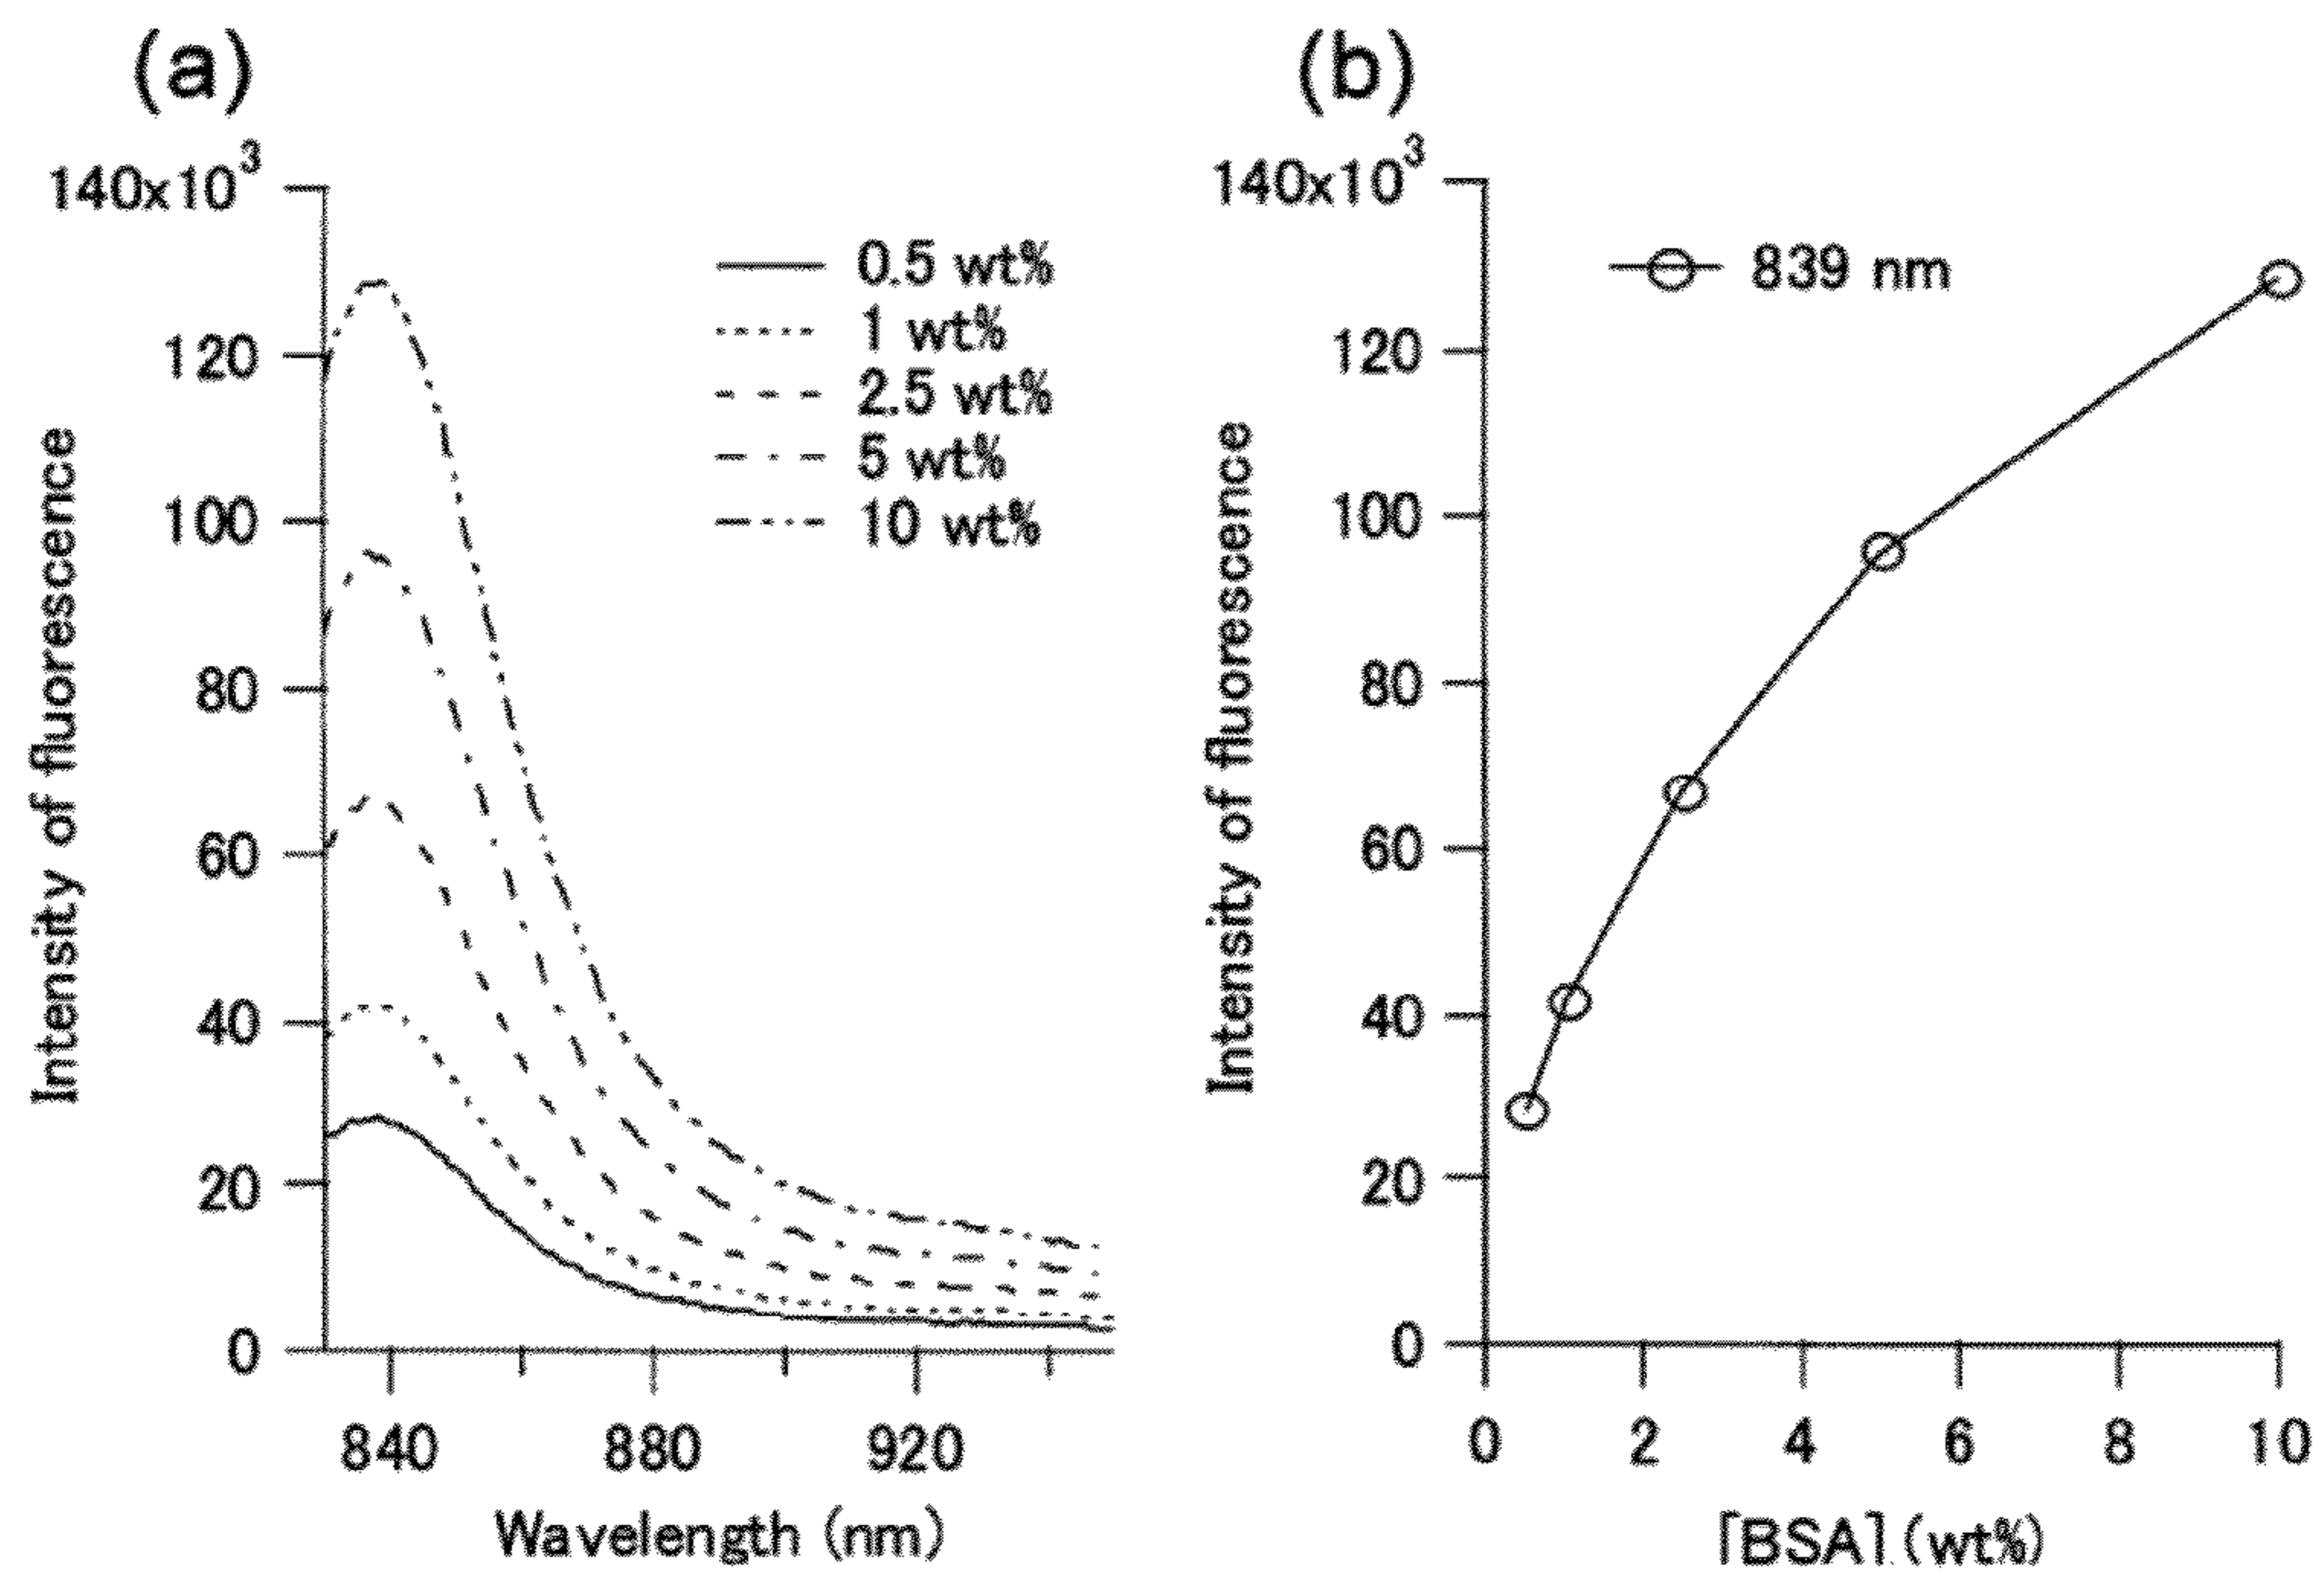 (a)
140x10³
120
100
80
60
40
20
0
Intensity of fluorescence
0.5 wt%
1 wt%
2.5 wt%
5 wt%
10 wt%
840 880 920
Wavelength (nm)
(b)
140x10³
120
100
80
60
40
20
0
Intensity of fluorescence
839 nm
0 2 4 6 8 10
⌈BSA⌉ (wt%)